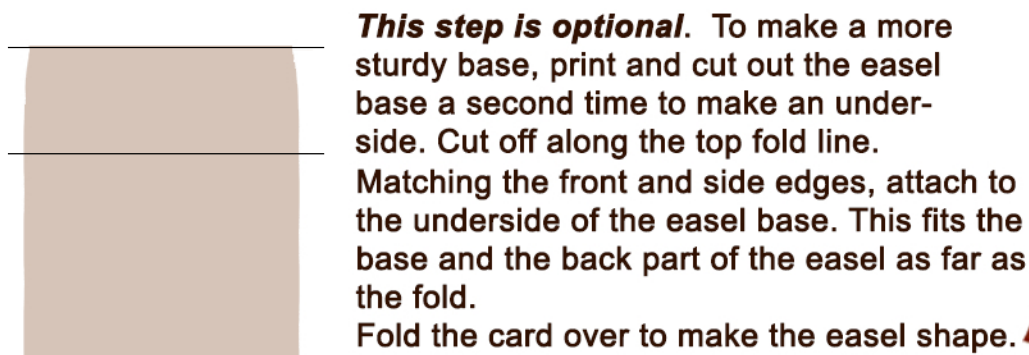 This step is optional.  To make a more
sturdy base, print and cut out the easel
base a second time to make an under-
side. Cut off along the top fold line.
Matching the front and side edges, attach to
the underside of the easel base. This fits the
base and the back part of the easel as far as
the fold.
Fold the card over to make the easel shape.